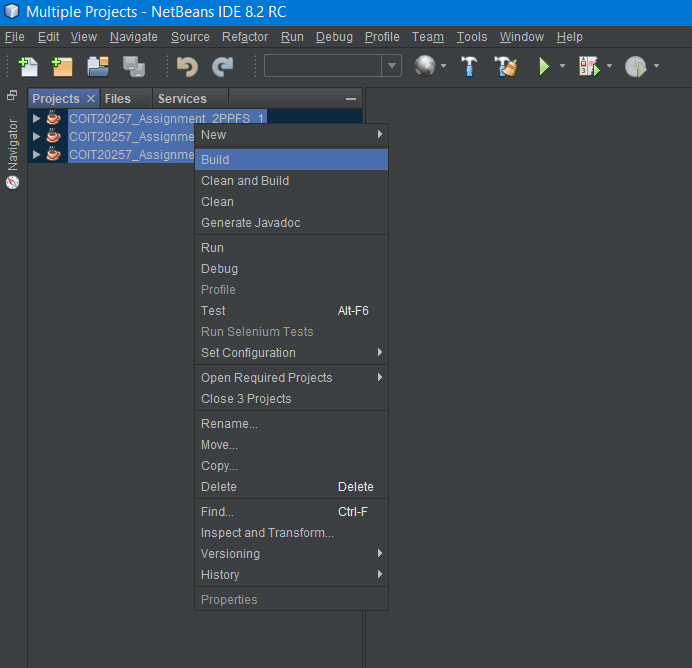 Multiple Projects - NetBeans IDE 8.2 RC
File Edit View Navigate Source Refactor Run Debug Profile Team Tools Window Help
Projects Files Services
Navigator
COIT20257_Assignment_2PPFS_1
COIT20257_Assignme
COIT20257_Assignme
New
Build
Clean and Build
Clean
Generate Javadoc
Run
Debug
Profile
Test Alt-F6
Run Selenium Tests
Set Configuration
Open Required Projects
Close 3 Projects
Rename...
Move...
Copy...
Delete Delete
Find... Ctrl-F
Inspect and Transform...
Versioning
History
Properties